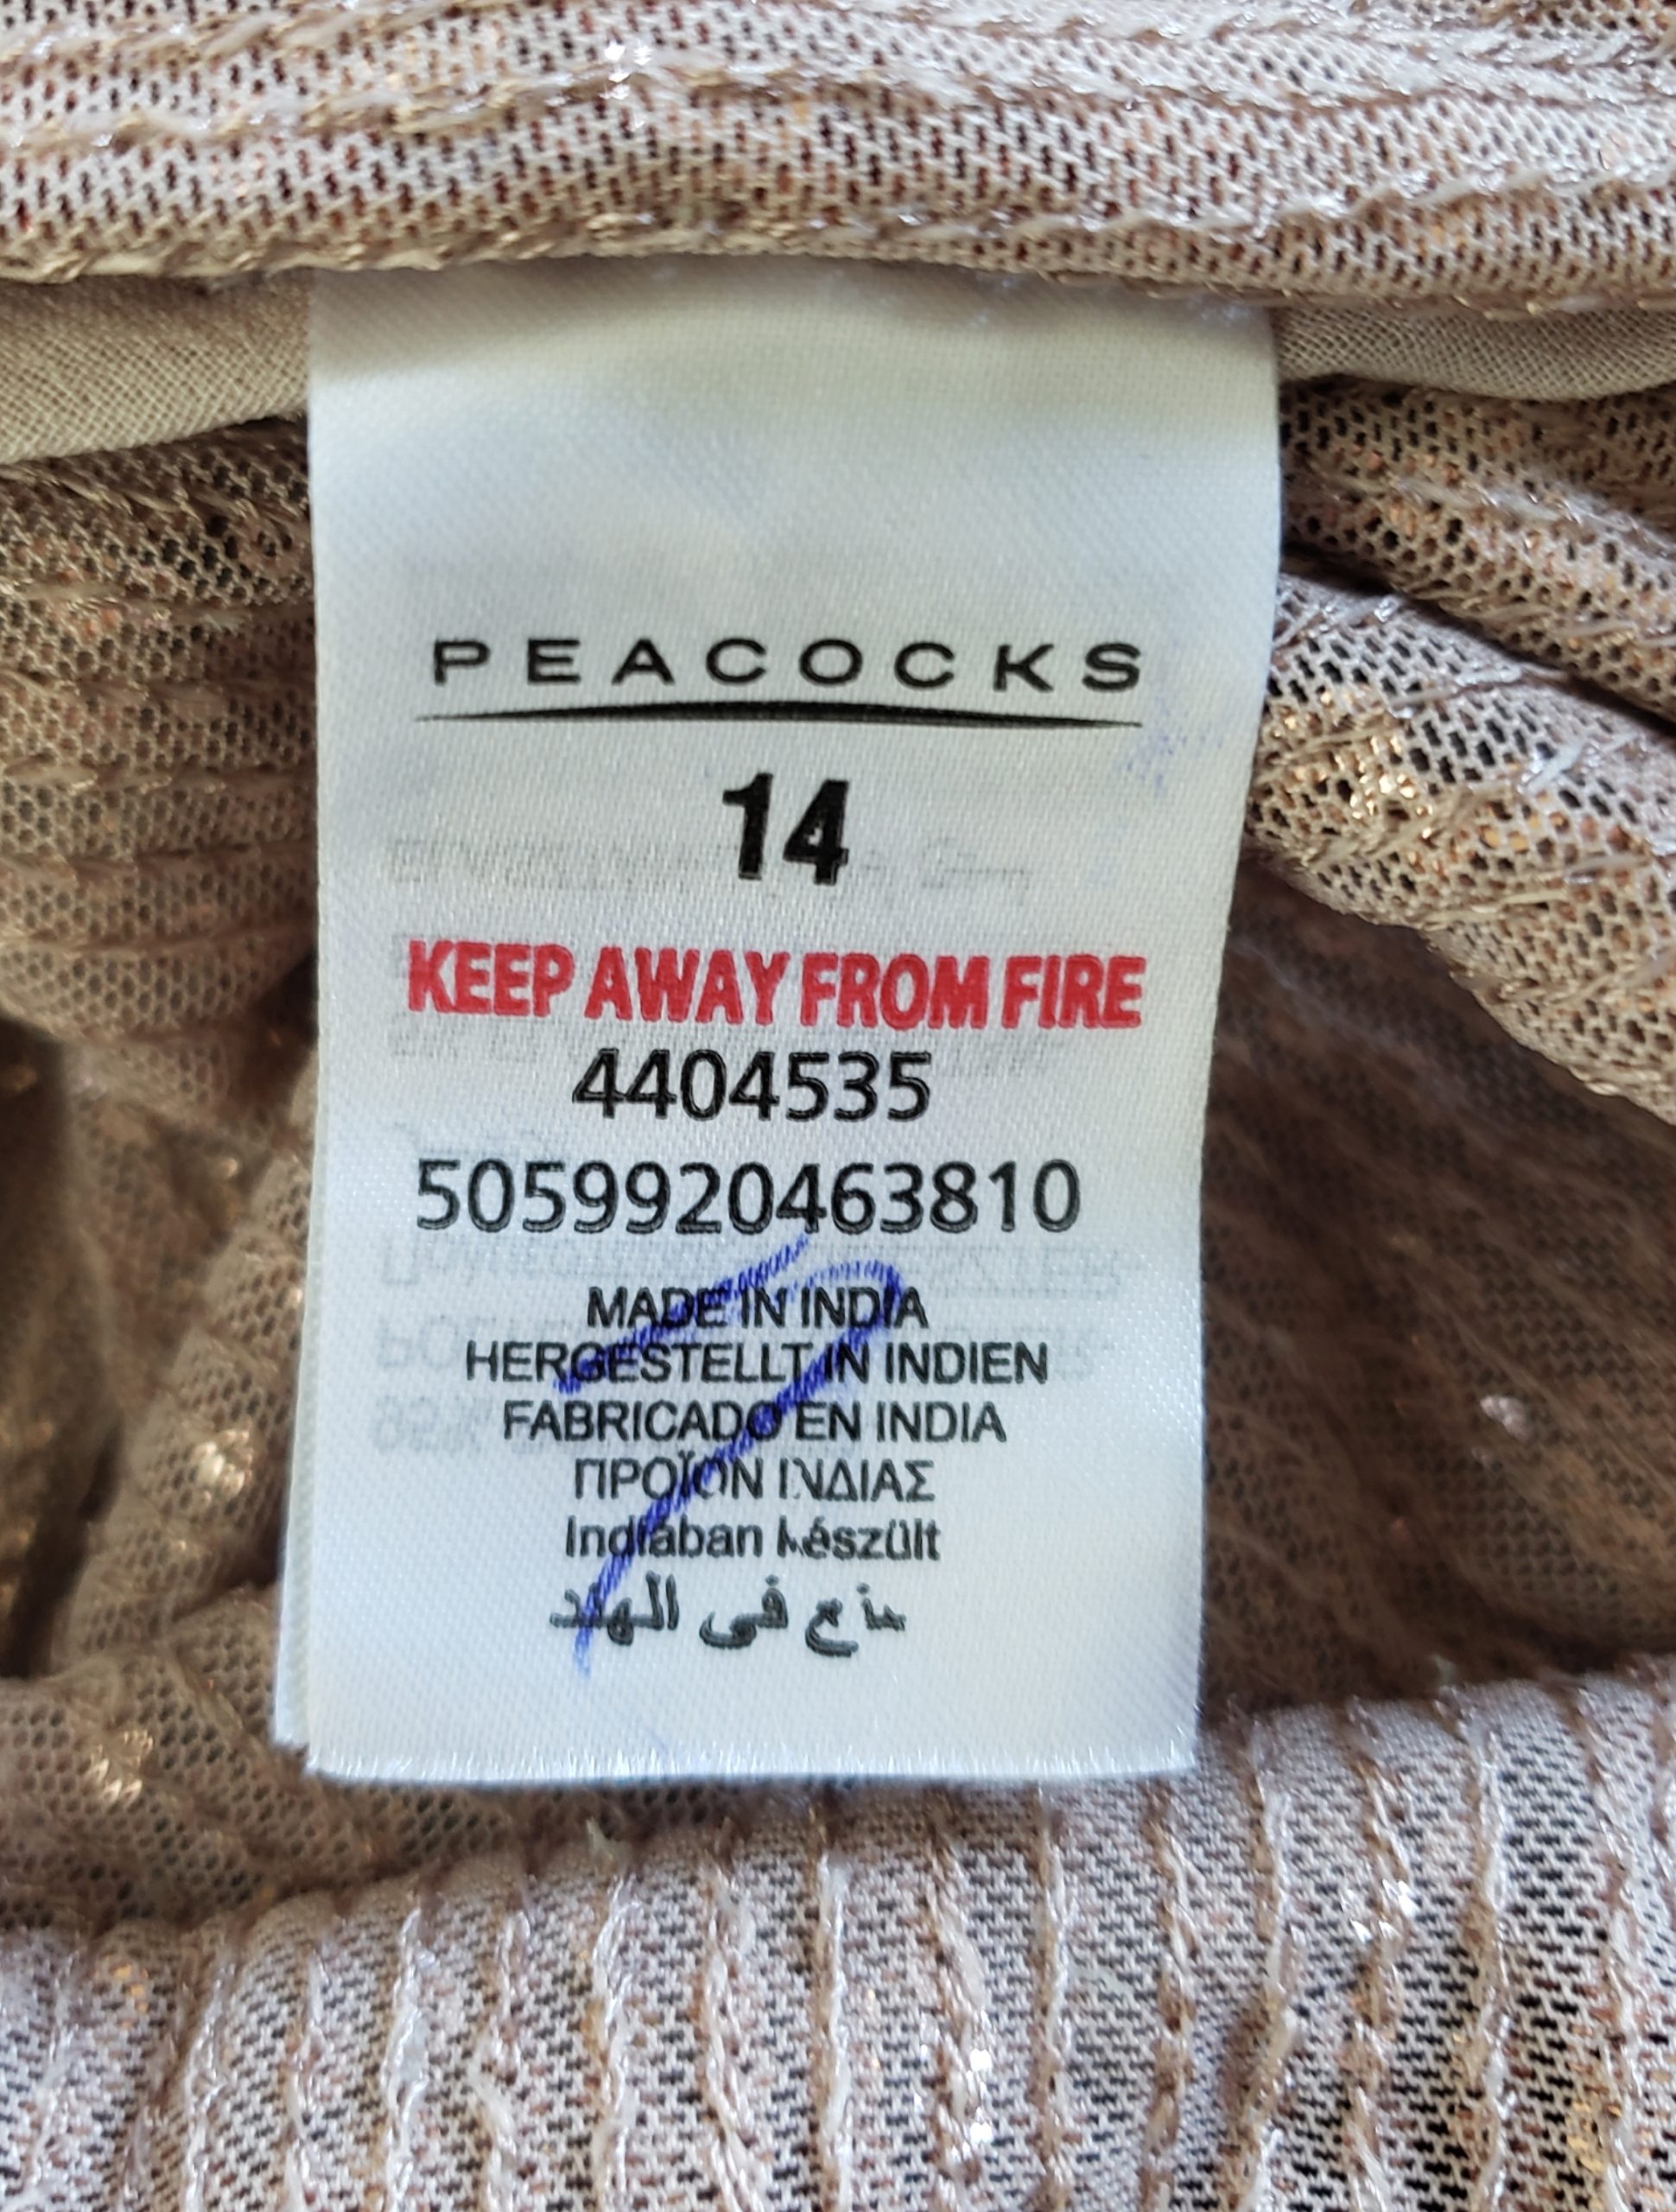 PEACOCKS
14
KEEP AWAY FROM FIRE
4404535
5059920463810
MADE IN INDIA
HERGESTELLT IN INDIEN
FABRICADO EN INDIA
ΠΡΟΪΟΝ ΙΝΔΙΑΣ
Indiában készült
صنع في الهند